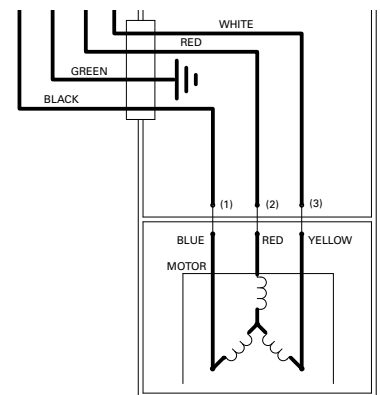 WHITE
RED
GREEN
BLACK
(1) (2) (3)
BLUE RED YELLOW
MOTOR